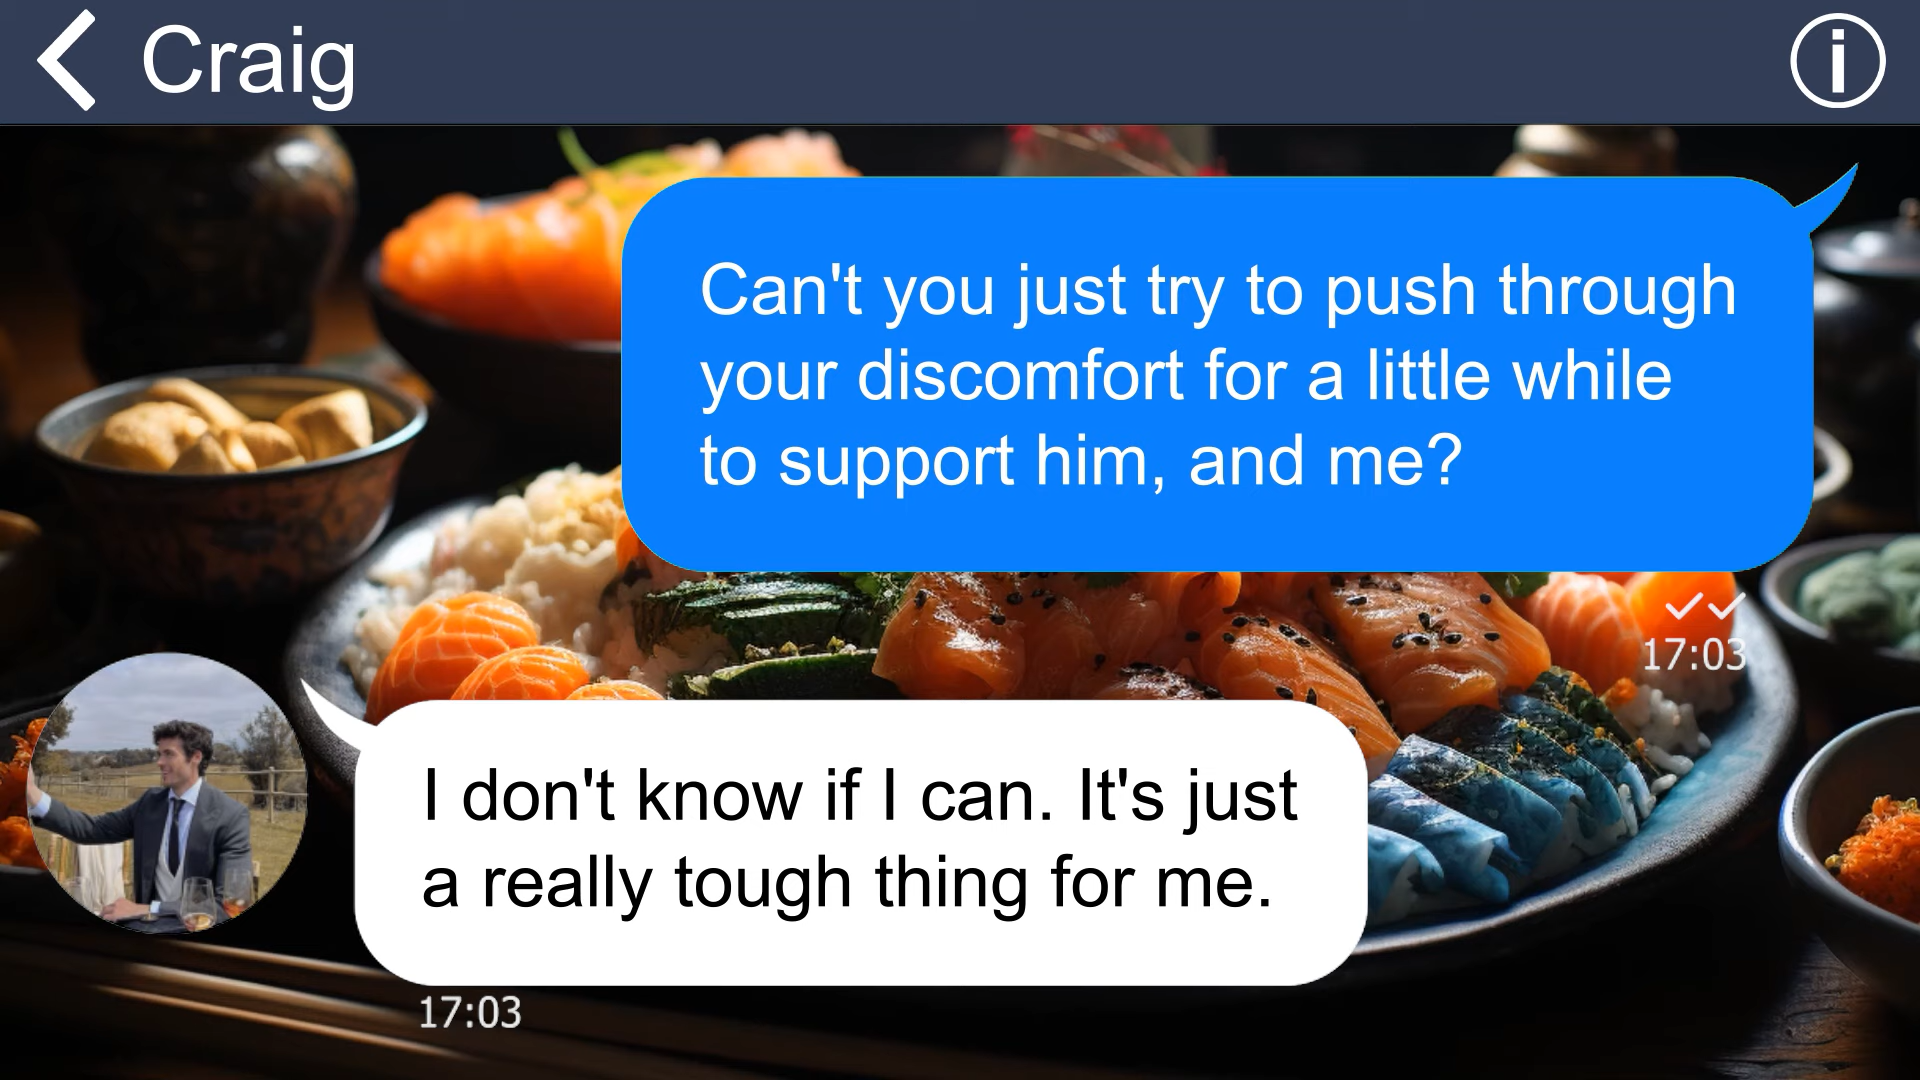 Craig
Can't you just try to push through
your discomfort for a little while
to support him, and me?
17:03
I don't know if I can. It's just
a really tough thing for me.
17:03